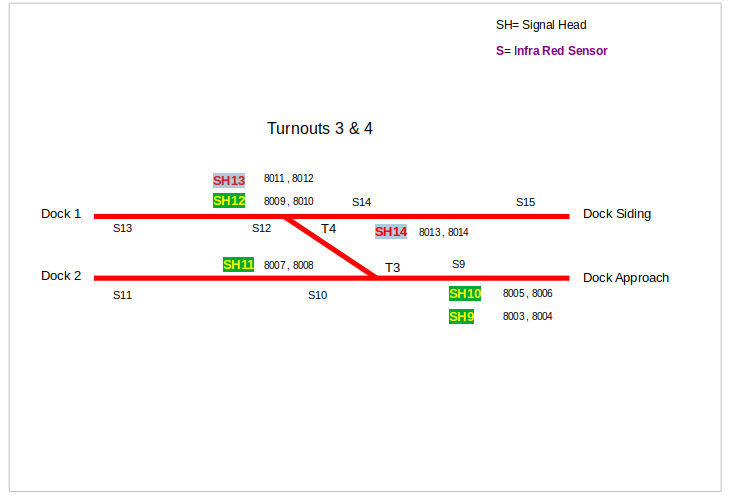 SH= Signal Head
S= Infra Red Sensor
Turnouts 3 & 4
SH13 8011 , 8012
SH12 8009 , 8010
S14 S15
Dock 1 Dock Siding
S13 S12 T4 SH14 8013 , 8014
SH11 8007 , 8008 T3 S9
Dock 2 Dock Approach
S11 S10 SH10 8005 , 8006
SH9 8003 , 8004